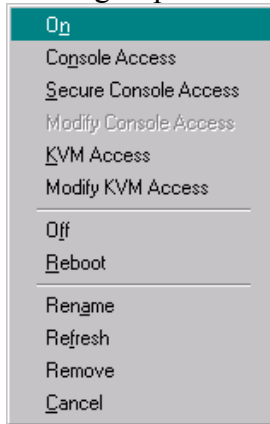 On
Console Access
Secure Console Access
Modify Console Access
KVM Access
Modify KVM Access
Off
Reboot
Rename
Refresh
Remove
Cancel